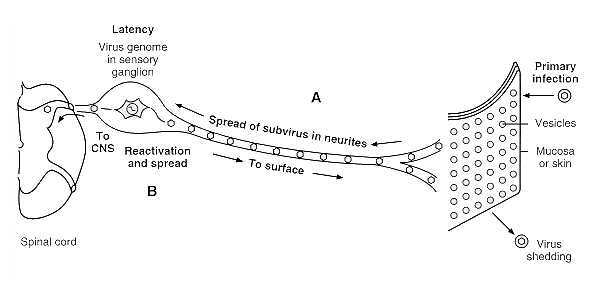 Latency
Virus genome
in sensory
ganglion
A
Primary
infection
Spread of subvirus in neurites
Vesicles
To
CNS
Reactivation
and spread
To surface
Mucosa
or skin
B
Spinal cord
Virus
shedding